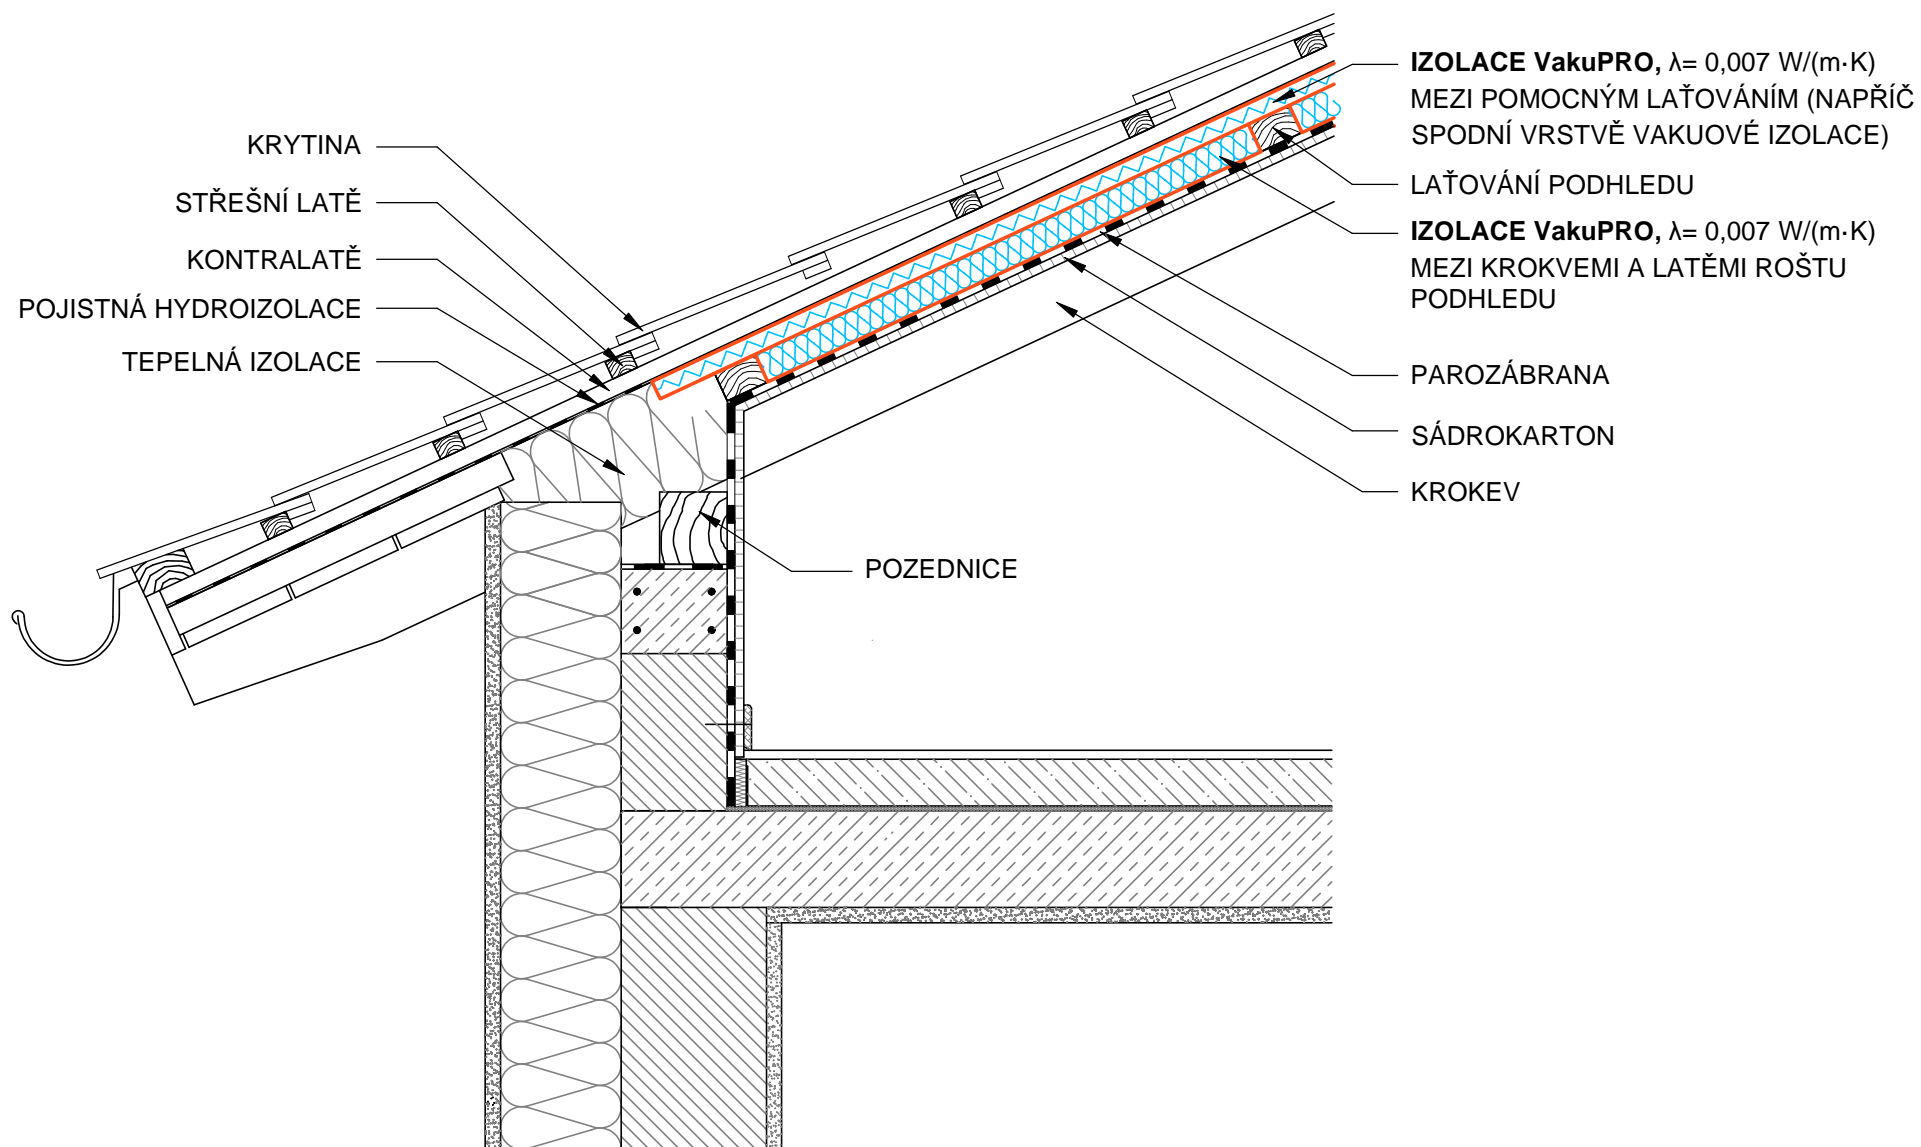 KRYTINA
STŘEŠNÍ LATĚ
KONTRALATĚ
POJISTNÁ HYDROIZOLACE
TEPELNÁ IZOLACE
IZOLACE VakuPRO, λ= 0,007 W/(m·K)
MEZI POMOCNÝM LAŤOVÁNÍM (NAPŘÍČ
SPODNÍ VRSTVĚ VAKUOVÉ IZOLACE)
LAŤOVÁNÍ PODHLEDU
IZOLACE VakuPRO, λ= 0,007 W/(m·K)
MEZI KROKVEMI A LATĚMI ROŠTU
PODHLEDU
PAROZÁBRANA
SÁDROKARTON
KROKEV
POZEDNICE